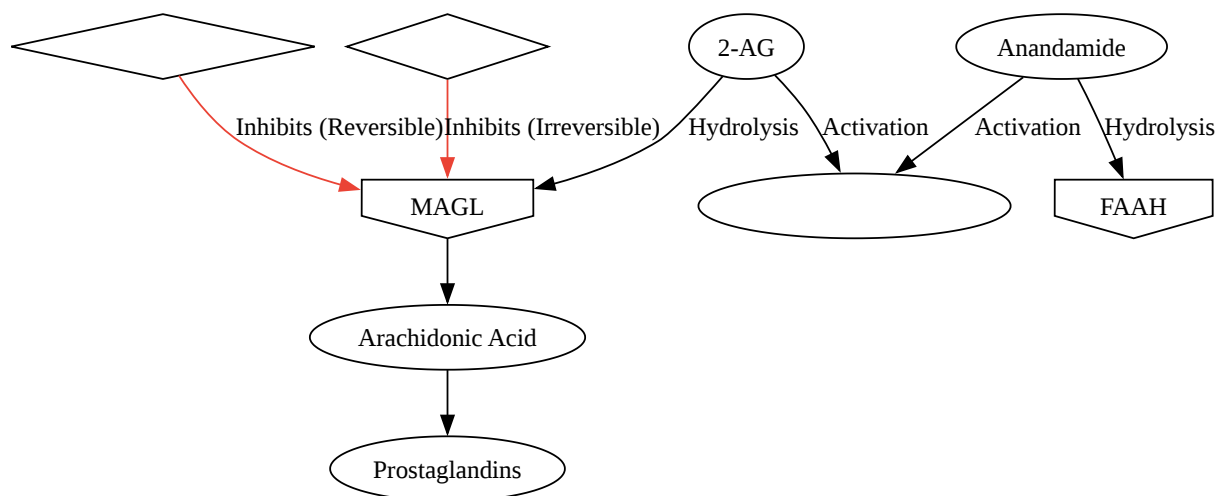 2-AG
Anandamide
Inhibits (Reversible)
Inhibits (Irreversible)
Hydrolysis
Activation
Activation
Hydrolysis
MAGL
FAAH
Arachidonic Acid
Prostaglandins